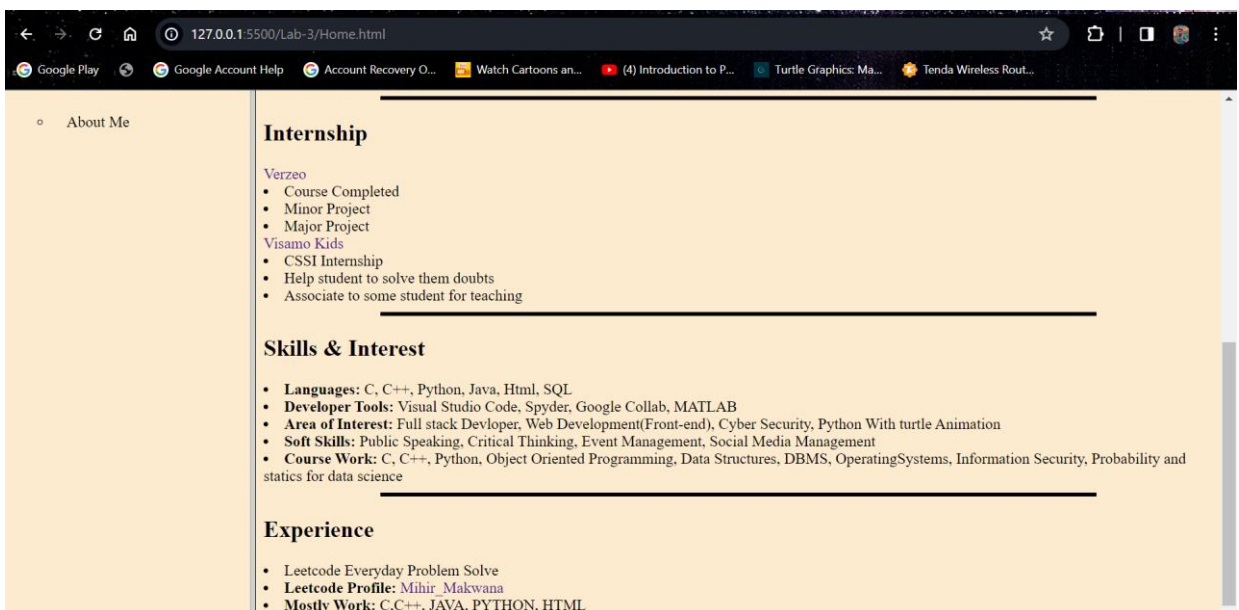 127.0.0.1:5500/Lab-3/Home.html
Google Play
Google Account Help
Account Recovery O...
Watch Cartoons an...
(4) Introduction to P...
Turtle Graphics: Ma...
Tenda Wireless Rout...
About Me
Internship
Verzeo
Course Completed
Minor Project
Major Project
Visamo Kids
CSSI Internship
Help student to solve them doubts
Associate to some student for teaching
Skills & Interest
Languages: C, C++, Python, Java, Html, SQL
Developer Tools: Visual Studio Code, Spyder, Google Collab, MATLAB
Area of Interest: Full stack Devloper, Web Development(Front-end), Cyber Security, Python With turtle Animation
Soft Skills: Public Speaking, Critical Thinking, Event Management, Social Media Management
Course Work: C, C++, Python, Object Oriented Programming, Data Structures, DBMS, OperatingSystems, Information Security, Probability and
statics for data science
Experience
Leetcode Everyday Problem Solve
Leetcode Profile: Mihir_Makwana
Mostly Work: C,C++, JAVA, PYTHON, HTML